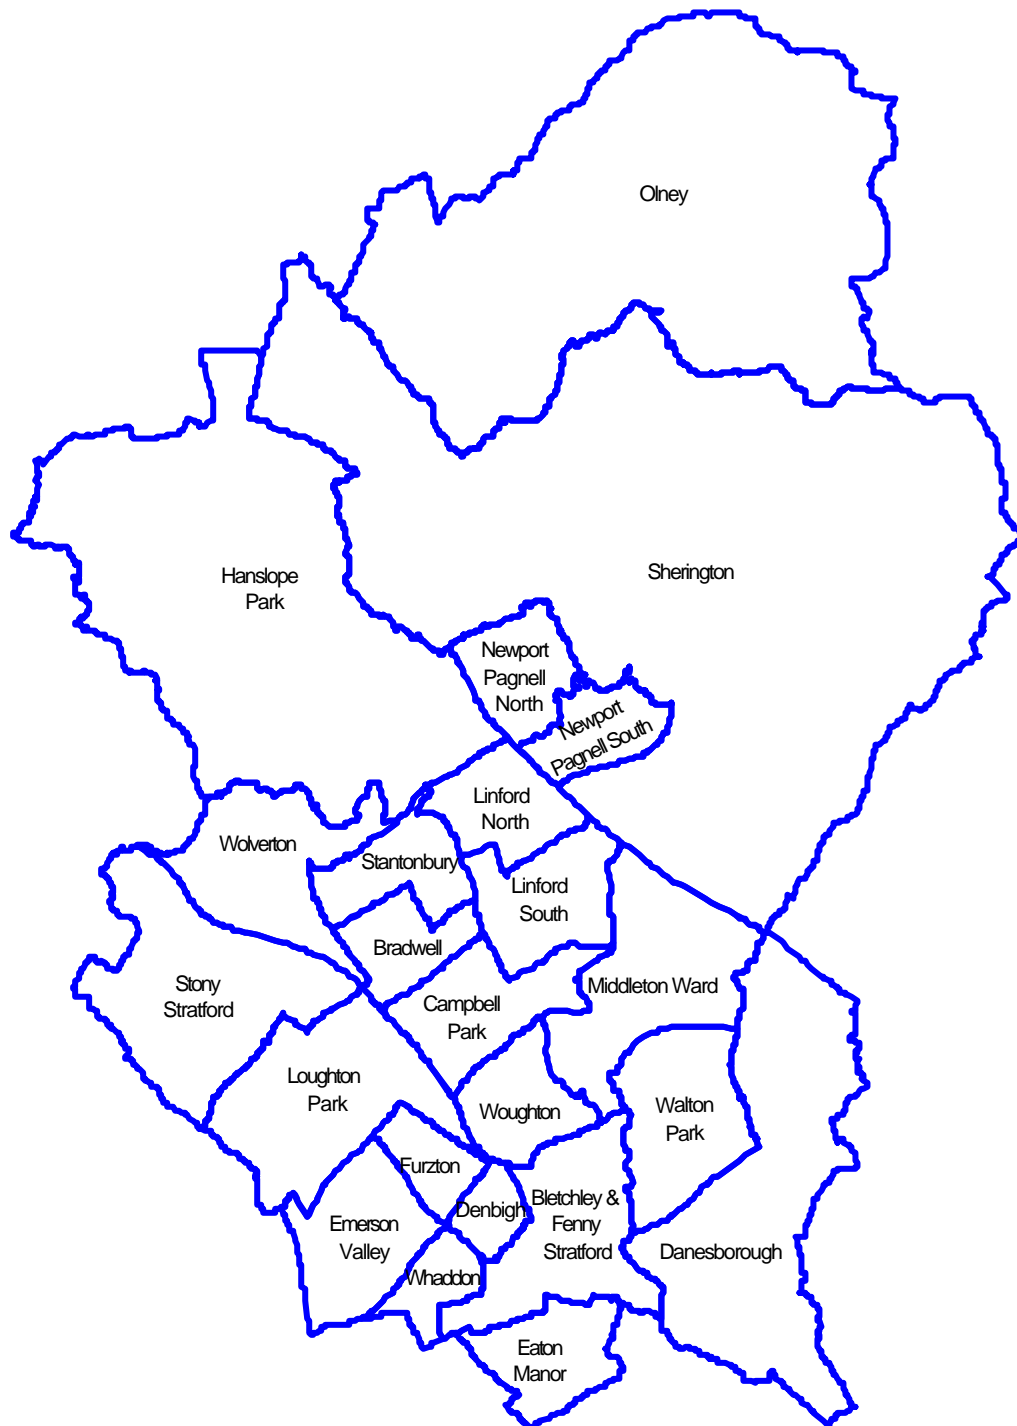 Olney
Sherington
Hanslope
Park
Newport
Pagnell
North
Newport
Pagnell South
Linford
North
Wolverton
Stantonbury
Linford
South
Bradwell
Stony
Stratford
Middleton Ward
Campbell
Park
Loughton
Park
Woughton
Walton
Park
Furzton
Denbigh
Bletchley &
Fenny
Stratford
Emerson
Valley
Danesborough
Whaddon
Eaton
Manor